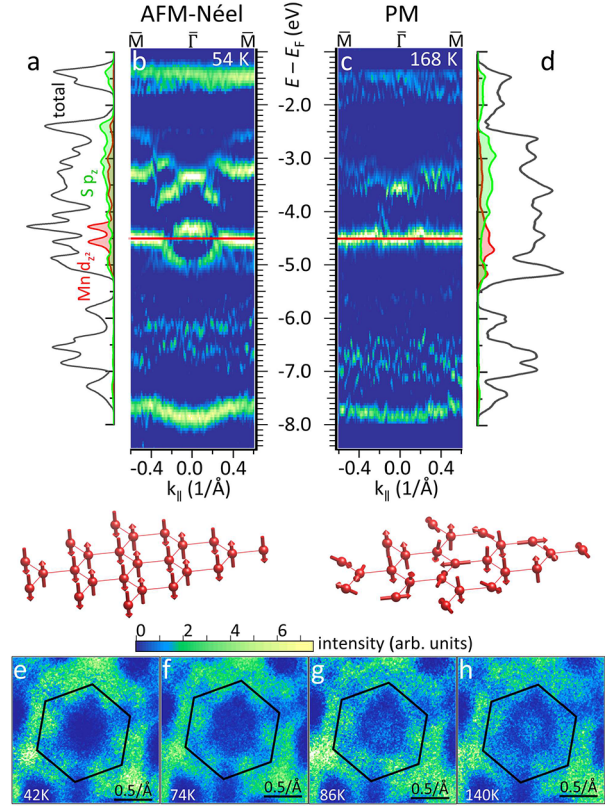 AFM-Néel
PM
M̅ Γ̅ M̅
M̅ Γ̅ M̅
a
b
54 K
E – E_F (eV)
c
168 K
d
total
S p_z
Mn d_z²
-2.0
-3.0
-4.0
-5.0
-6.0
-7.0
-8.0
-0.4 0.0 0.4
-0.4 0.0 0.4
k_∥ (1/Å)
k_∥ (1/Å)
0 2 4 6
intensity (arb. units)
e
f
g
h
42K
0.5/Å
74K
0.5/Å
86K
0.5/Å
140K
0.5/Å